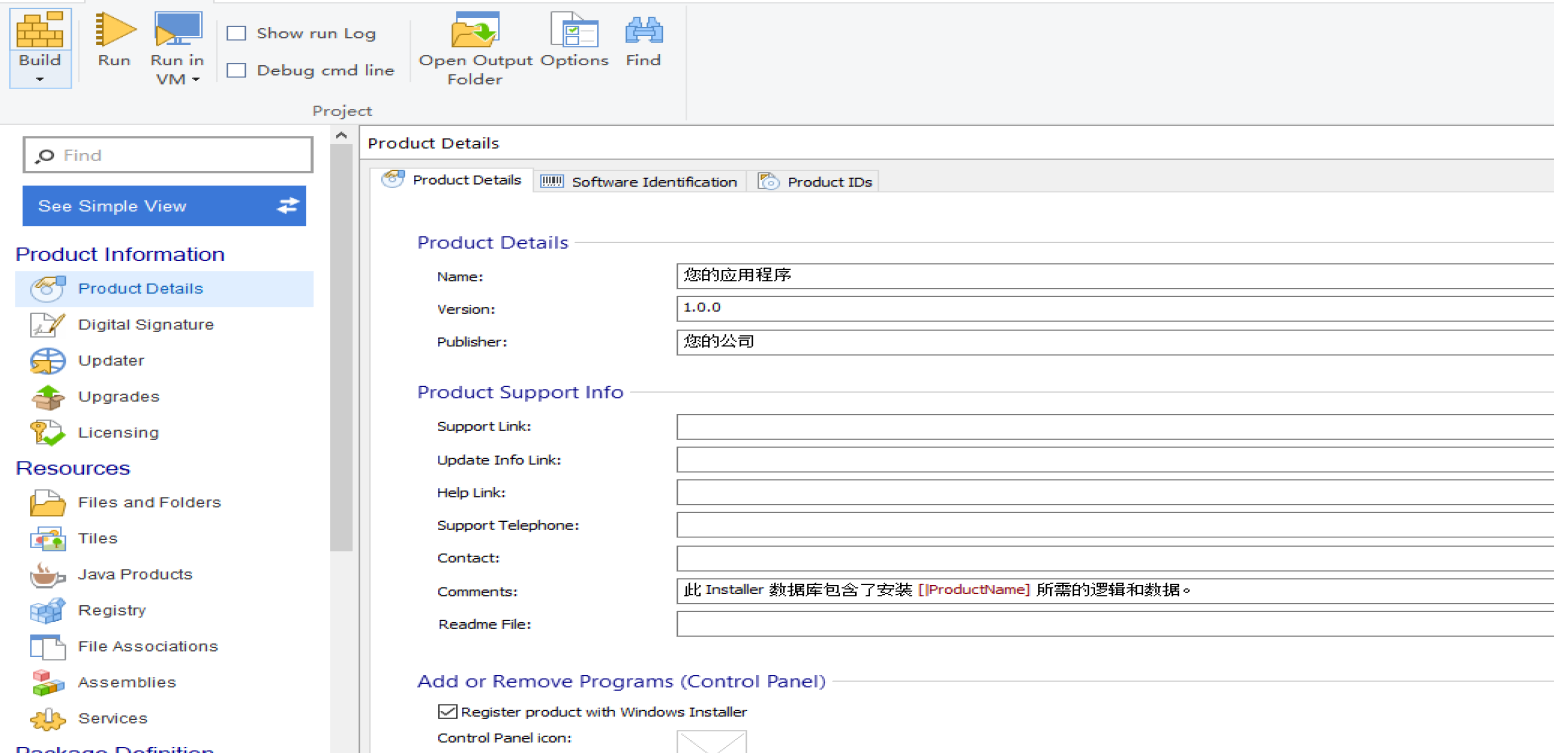 Build
Run
Run in
VM
Show run Log
Debug cmd line
Open Output
Folder
Options
Find
Project
Find
See Simple View
Product Information
Product Details
Digital Signature
Updater
Upgrades
Licensing
Resources
Files and Folders
Tiles
Java Products
Registry
File Associations
Assemblies
Services
Package Definition
Product Details
Product Details
Software Identification
Product IDs
Product Details
Name:
您的应用程序
Version:
1.0.0
Publisher:
您的公司
Product Support Info
Support Link:
Update Info Link:
Help Link:
Support Telephone:
Contact:
Comments:
此 Installer 数据库包含了安装 [|ProductName] 所需的逻辑和数据。
Readme File:
Add or Remove Programs (Control Panel)
Register product with Windows Installer
Control Panel icon: